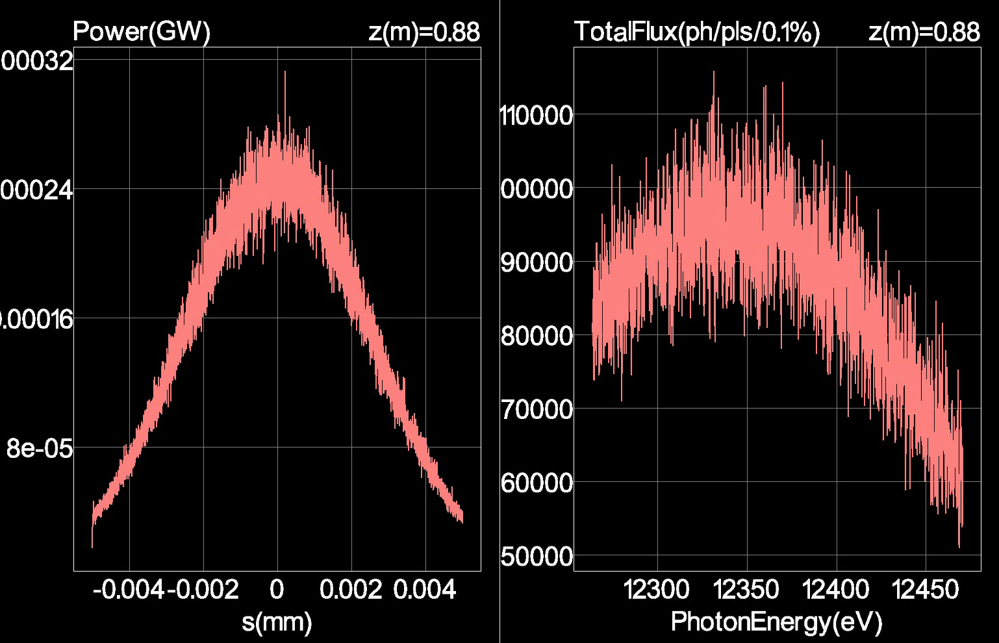 Power(GW) z(m)=0.88
00032
00024
0.00016
8e-05
-0.004 -0.002 0 0.002 0.004
s(mm)
TotalFlux(ph/pls/0.1%) z(m)=0.88
110000
00000
90000
80000
70000
60000
50000
12300 12350 12400 12450
PhotonEnergy(eV)